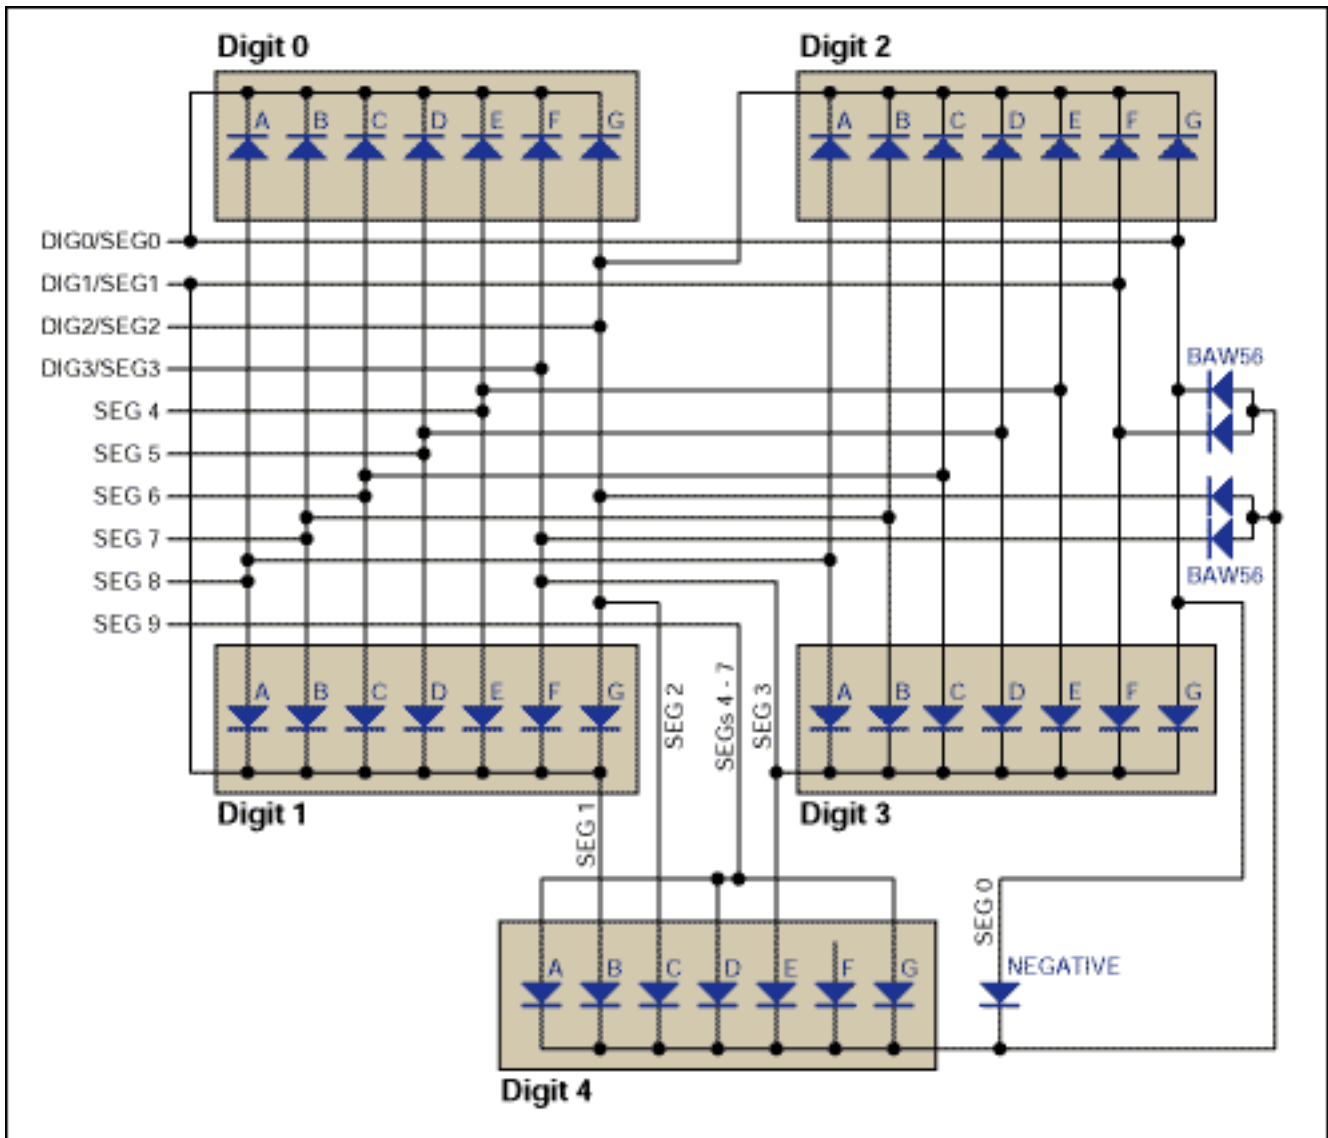 Digit 0
Digit 2
A B C D E F G
A B C D E F G
DIG0/SEG0
DIG1/SEG1
DIG2/SEG2
DIG3/SEG3
BAW56
SEG 4
SEG 5
SEG 6
SEG 7
SEG 8
BAW56
SEG 9
A B C D E F G
SEG 2
SEGs 4 - 7
SEG 3
A B C D E F G
Digit 1
SEG 1
Digit 3
SEG 0
A B C D E F G
NEGATIVE
Digit 4